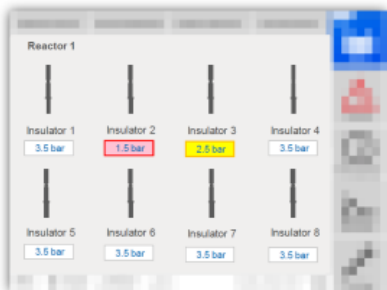 Reactor 1
Insulator 1 Insulator 2 Insulator 3 Insulator 4
3.5 bar 1.5 bar 2.5 bar 3.5 bar
Insulator 5 Insulator 6 Insulator 7 Insulator 8
3.5 bar 3.5 bar 3.5 bar 3.5 bar